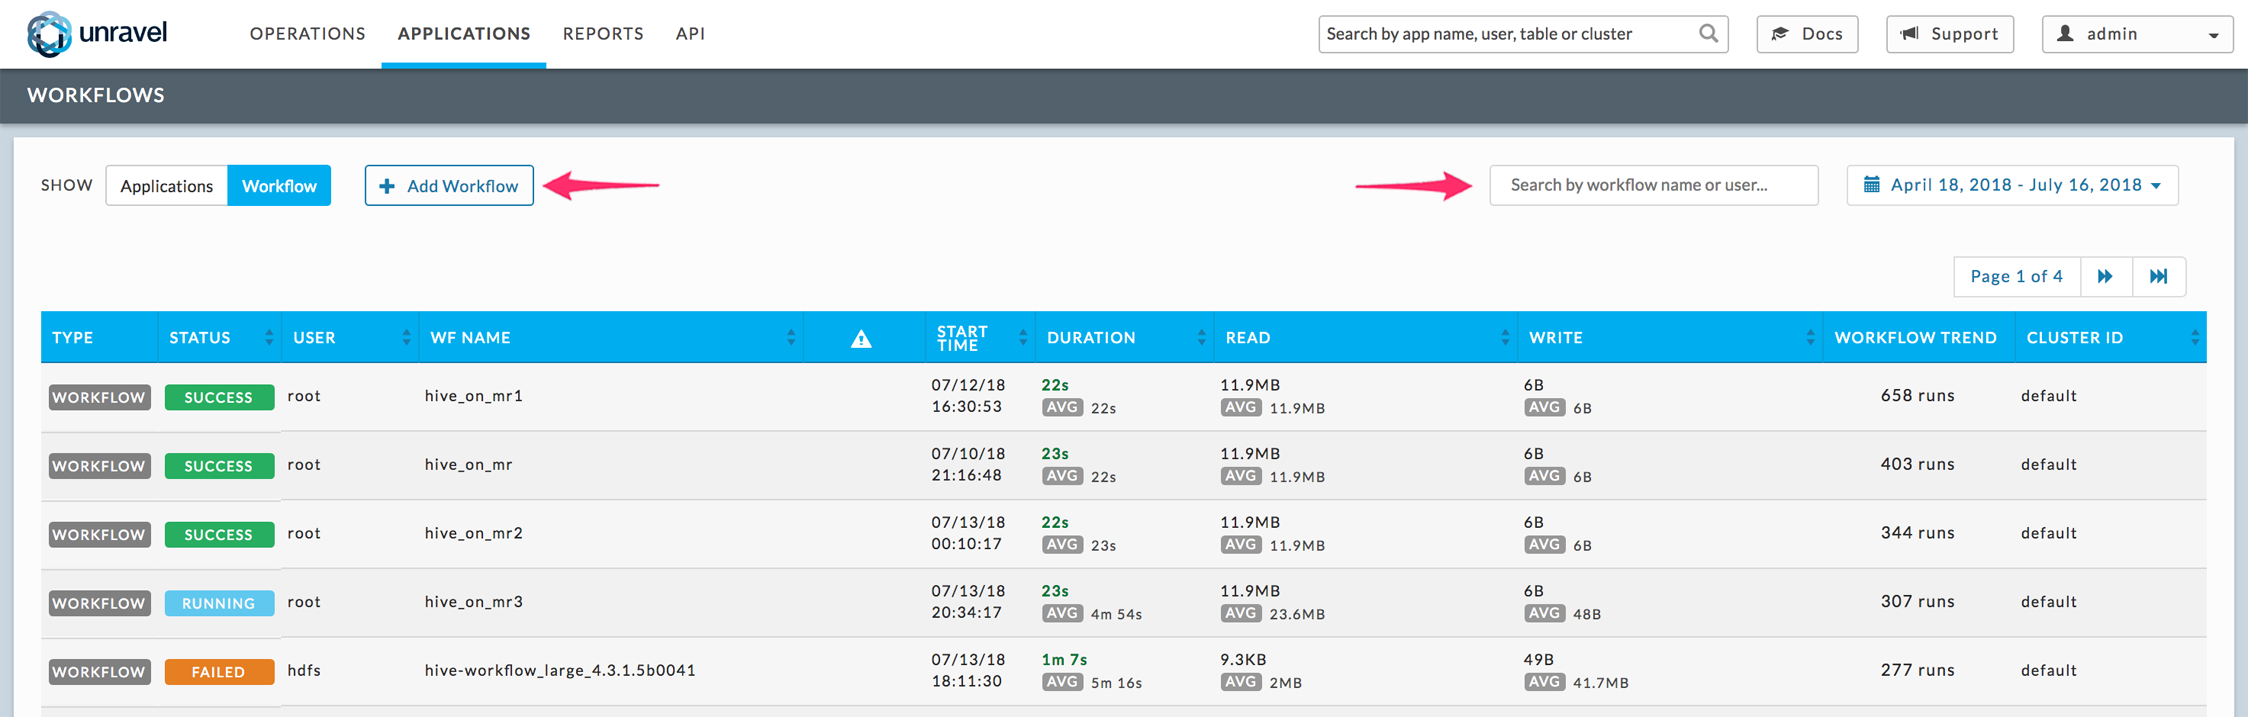 unravel OPERATIONS APPLICATIONS REPORTS API Search by app name, user, table or cluster Docs Support admin
WORKFLOWS
SHOW Applications Workflow Add Workflow Search by workflow name or user... April 18, 2018 - July 16, 2018
Page 1 of 4
TYPE STATUS USER WF NAME START TIME DURATION READ WRITE WORKFLOW TREND CLUSTER ID
WORKFLOW SUCCESS root hive_on_mr1 07/12/18 22s 11.9MB 6B 658 runs default
16:30:53 AVG 22s AVG 11.9MB AVG 6B
WORKFLOW SUCCESS root hive_on_mr 07/10/18 23s 11.9MB 6B 403 runs default
21:16:48 AVG 22s AVG 11.9MB AVG 6B
WORKFLOW SUCCESS root hive_on_mr2 07/13/18 22s 11.9MB 6B 344 runs default
00:10:17 AVG 23s AVG 11.9MB AVG 6B
WORKFLOW RUNNING root hive_on_mr3 07/13/18 23s 11.9MB 6B 307 runs default
20:34:17 AVG 4m 54s AVG 23.6MB AVG 48B
WORKFLOW FAILED hdfs hive-workflow_large_4.3.1.5b0041 07/13/18 1m 7s 9.3KB 49B 277 runs default
18:11:30 AVG 5m 16s AVG 2MB AVG 41.7MB